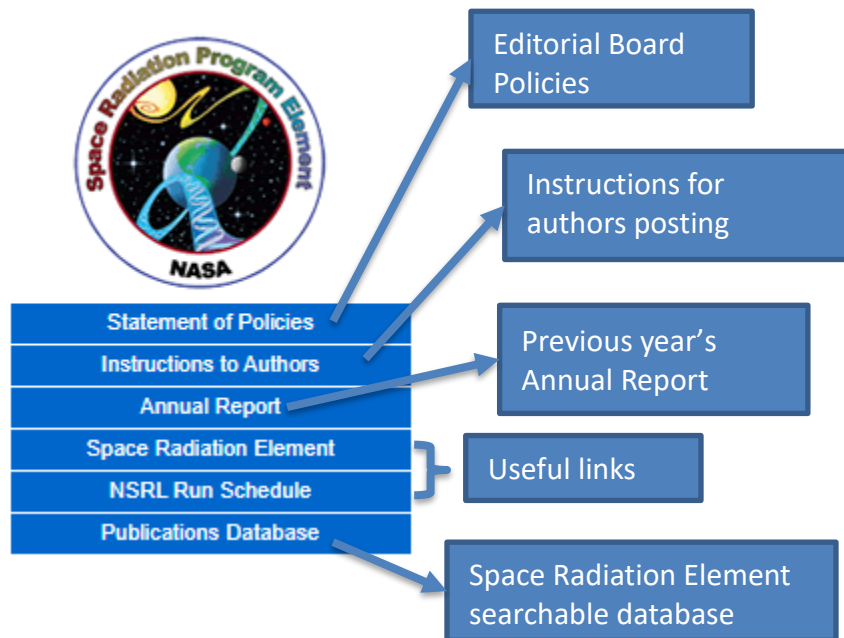 Space Radiation Program Element
NASA
Statement of Policies
Instructions to Authors
Annual Report
Space Radiation Element
NSRL Run Schedule
Publications Database
Editorial Board
Policies
Instructions for
authors posting
Previous year’s
Annual Report
Useful links
Space Radiation Element
searchable database